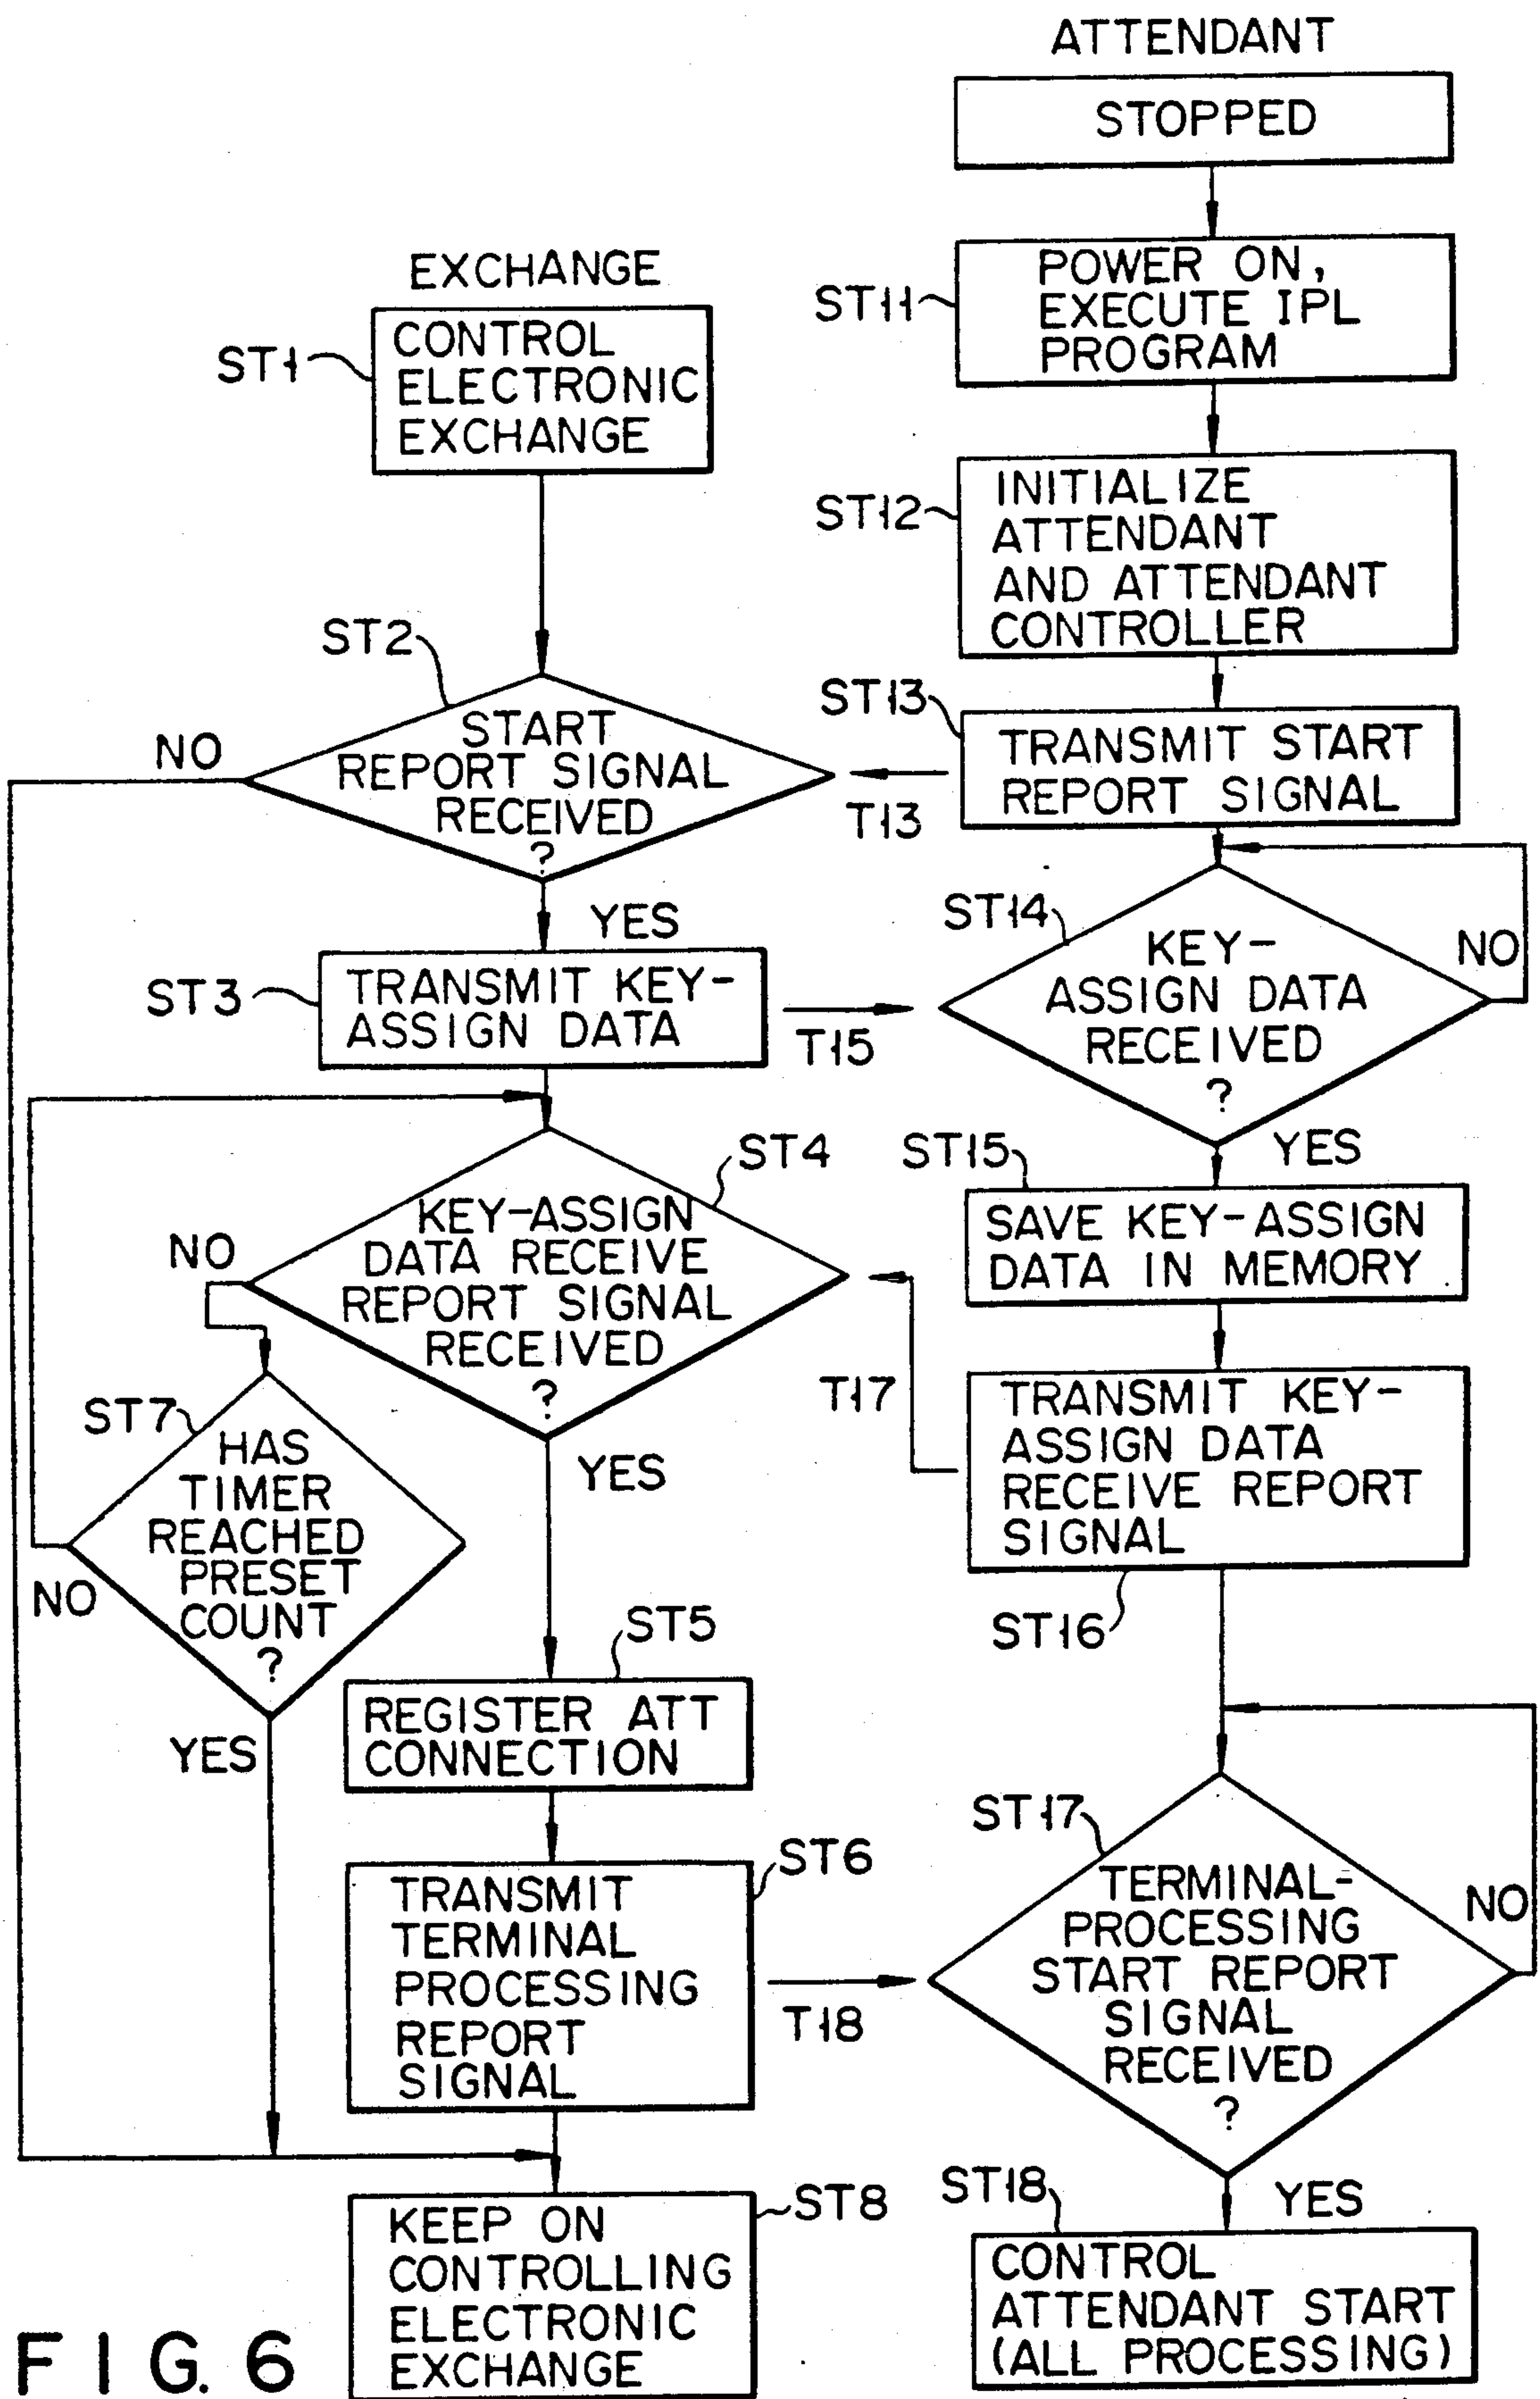 ATTENDANT
STOPPED
ST11
POWER ON,
EXECUTE IPL
PROGRAM
EXCHANGE
ST1
CONTROL
ELECTRONIC
EXCHANGE
ST12
INITIALIZE
ATTENDANT
AND ATTENDANT
CONTROLLER
ST2
START
REPORT SIGNAL
RECEIVED
?
NO
YES
ST13
TRANSMIT START
REPORT SIGNAL
T13
ST3
TRANSMIT KEY-
ASSIGN DATA
T15
ST14
KEY-
ASSIGN DATA
RECEIVED
?
NO
YES
ST4
KEY-ASSIGN
DATA RECEIVE
REPORT SIGNAL
RECEIVED
?
NO
YES
ST15
SAVE KEY-ASSIGN
DATA IN MEMORY
T17
TRANSMIT KEY-
ASSIGN DATA
RECEIVE REPORT
SIGNAL
ST16
ST7
HAS
TIMER
REACHED
PRESET
COUNT
?
NO
YES
ST5
REGISTER ATT
CONNECTION
ST6
TRANSMIT
TERMINAL
PROCESSING
REPORT
SIGNAL
T18
ST17
TERMINAL-
PROCESSING
START REPORT
SIGNAL
RECEIVED
?
NO
YES
ST8
KEEP ON
CONTROLLING
ELECTRONIC
EXCHANGE
ST18
CONTROL
ATTENDANT START
(ALL PROCESSING)
FIG. 6